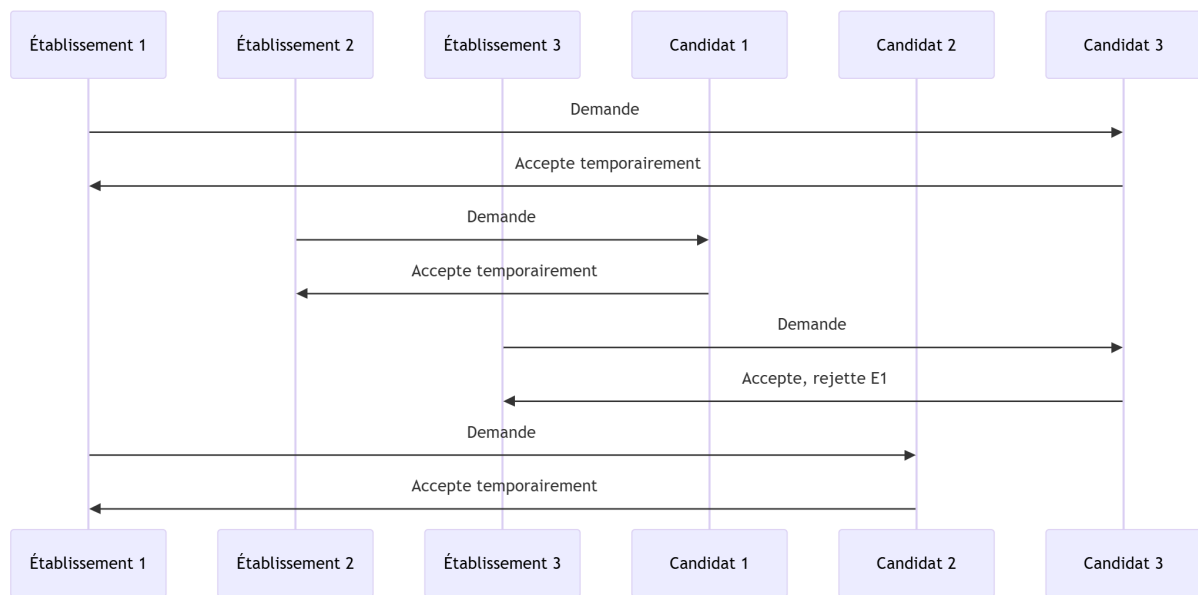 Établissement 1
Établissement 2
Établissement 3
Candidat 1
Candidat 2
Candidat 3
Demande
Accepte temporairement
Demande
Accepte temporairement
Demande
Accepte, rejette E1
Demande
Accepte temporairement
Établissement 1
Établissement 2
Établissement 3
Candidat 1
Candidat 2
Candidat 3